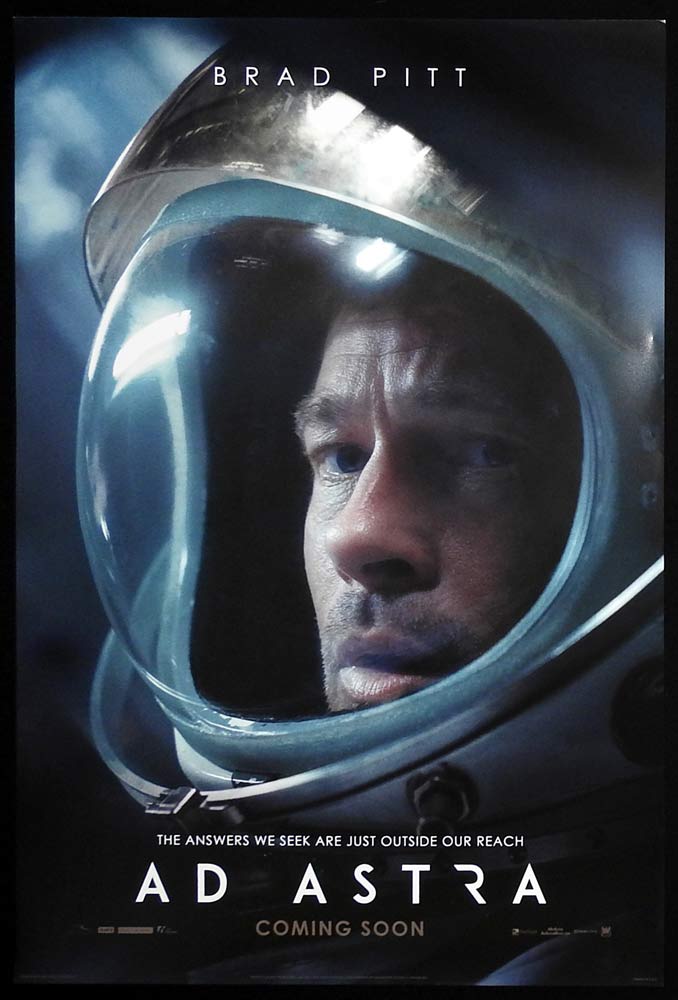 BRAD PITT
THE ANSWERS WE SEEK ARE JUST OUTSIDE OUR REACH
AD ASTRA
COMING SOON